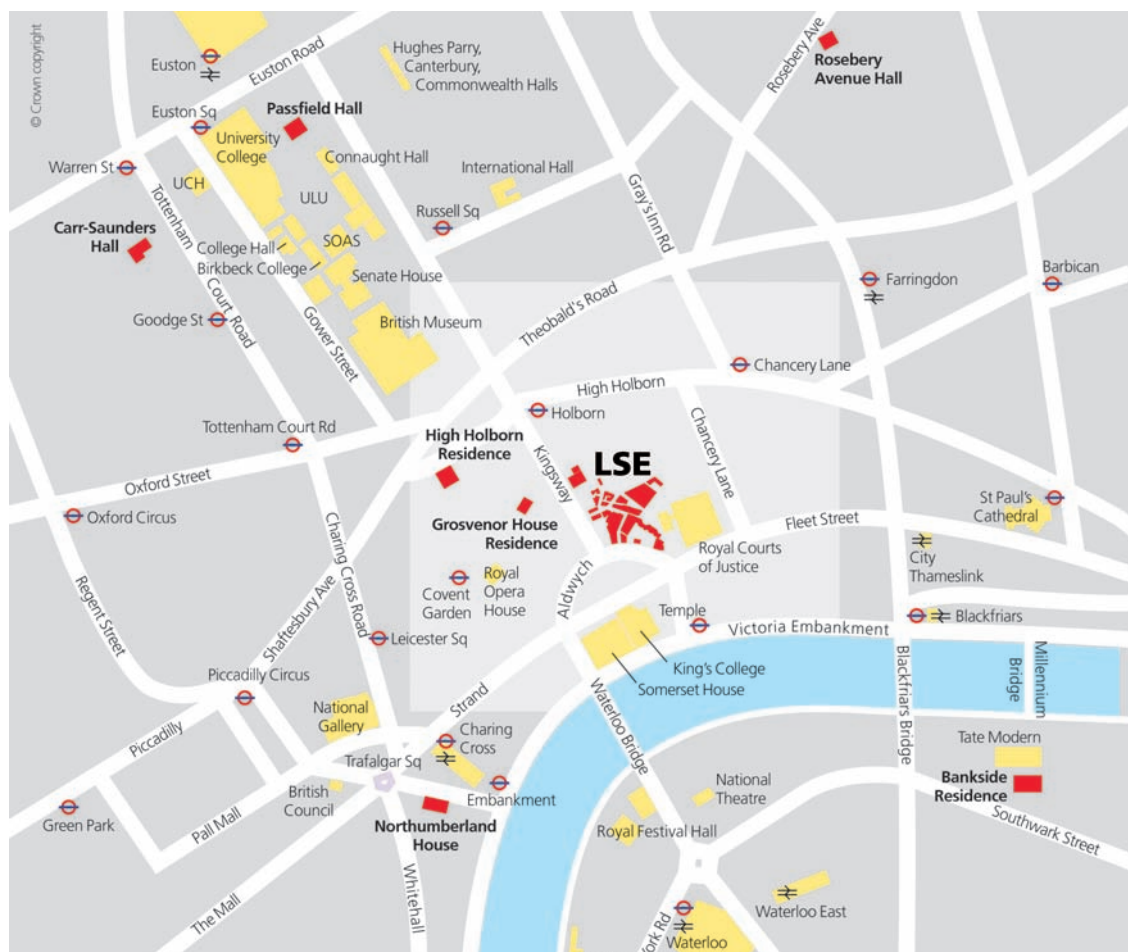 © Crown copyright
Euston
Euston Road
Hughes Parry,
Canterbury,
Commonwealth Halls
Rosebery Ave
Rosebery
Avenue Hall
Euston Sq
Passfield Hall
University
College
Connaught Hall
Warren St
UCH
ULU
International Hall
Tottenham
Court Road
Russell Sq
Gray's Inn Rd
Carr-Saunders
Hall
College Hall
SOAS
Birkbeck College
Senate House
Farringdon
Barbican
Goodge St
Gower Street
British Museum
Theobald's Road
Chancery Lane
High Holborn
Holborn
Tottenham Court Rd
High Holborn
Residence
Kingsway
LSE
Chancery Lane
Oxford Street
Oxford Circus
Grosvenor House
Residence
St Paul's
Cathedral
Fleet Street
Royal Courts
of Justice
City
Thameslink
Regent Street
Shaftesbury Ave
Charing Cross Road
Covent
Garden
Royal
Opera
House
Aldwych
Temple
Blackfriars
Victoria Embankment
Leicester Sq
King's College
Somerset House
Piccadilly Circus
Piccadilly
National
Gallery
Strand
Charing
Cross
Waterloo Bridge
Blackfriars Bridge
Millennium
Bridge
Tate Modern
Trafalgar Sq
British
Council
Embankment
National
Theatre
Bankside
Residence
Green Park
Pall Mall
Northumberland
House
Royal Festival Hall
Southwark Street
The Mall
Whitehall
Waterloo East
ork Rd
Waterloo